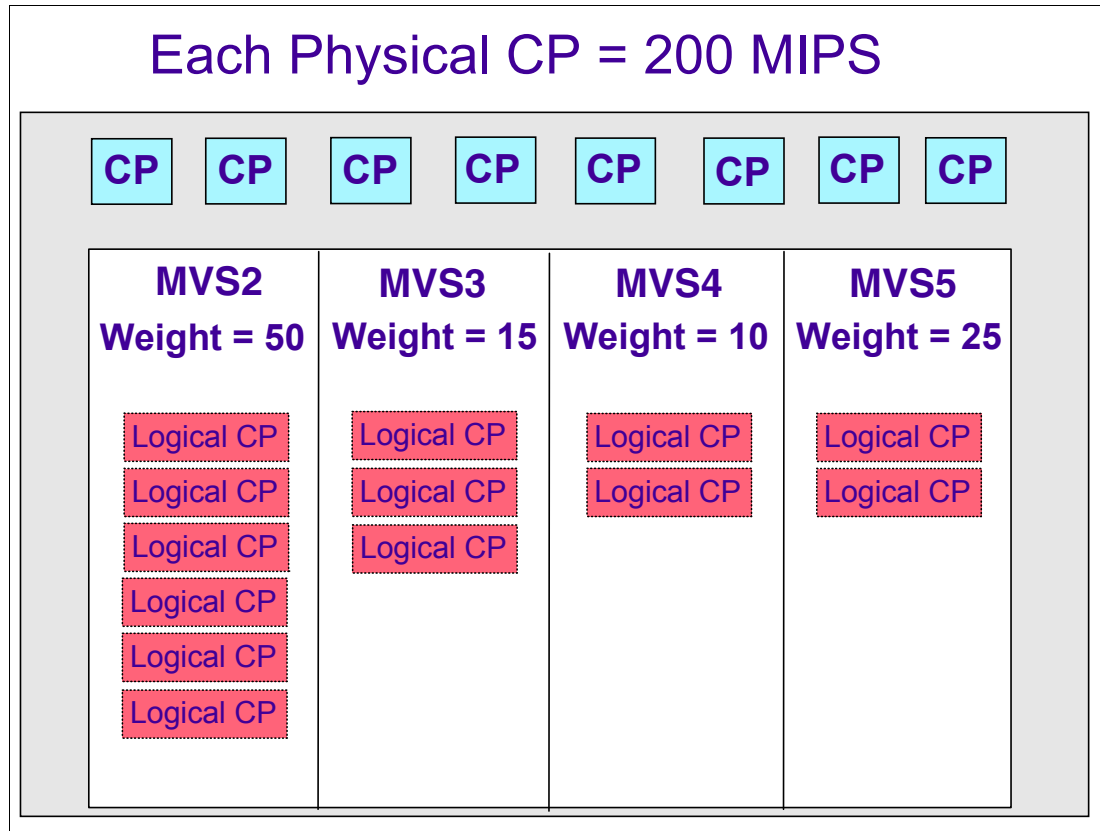 Each Physical CP = 200 MIPS
CP CP CP CP CP CP CP CP
MVS2
Weight = 50
Logical CP
Logical CP
Logical CP
Logical CP
Logical CP
Logical CP
MVS3
Weight = 15
Logical CP
Logical CP
Logical CP
MVS4
Weight = 10
Logical CP
Logical CP
MVS5
Weight = 25
Logical CP
Logical CP